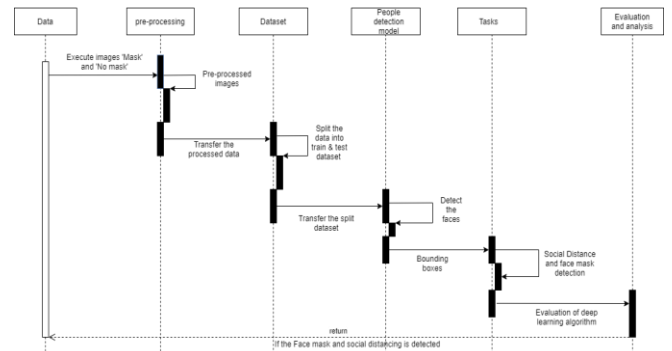 Data
pre-processing
Dataset
People
detection
model
Tasks
Evaluation
and analysis
Execute images 'Mask'
and 'No mask'
Pre-processed
images
Transfer the
processed data
Split the
data into
train & test
dataset
Transfer the split
dataset
Detect
the
faces
Bounding
boxes
Social Distance
and face mask
detection
Evaluation of deep
learning algorithm
return
If the Face mask and social distancing is detected